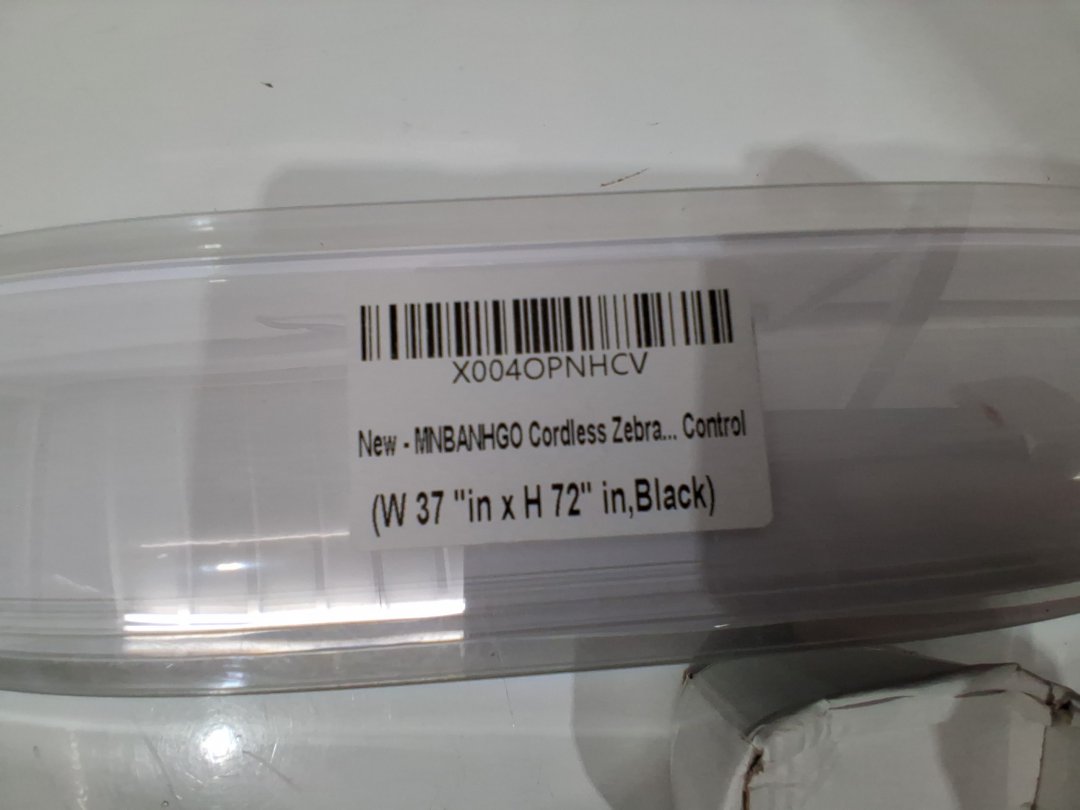 X004OPNHCV
New - MNBANHGO Cordless Zebra... Control
(W 37 "in x H 72" in,Black)